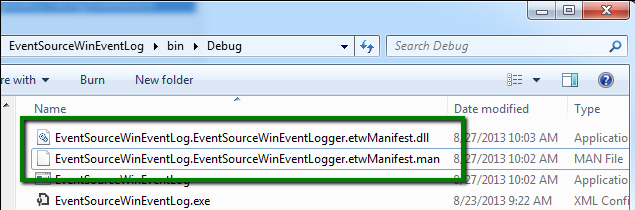 EventSourceWinEventLog ▸ bin ▸ Debug
Search Debug
re with
Burn
New folder
Name
Date modified
Type
EventSourceWinEventLog.EventSourceWinEventLogger.etwManifest.dll
8/27/2013 10:03 AM
Applicatio
EventSourceWinEventLog.EventSourceWinEventLogger.etwManifest.man
8/27/2013 10:02 AM
MAN File
EventSourceWinEventLog
8/27/2013 10:02 AM
Applicatio
EventSourceWinEventLog.exe
8/23/2013 9:22 AM
XML Config